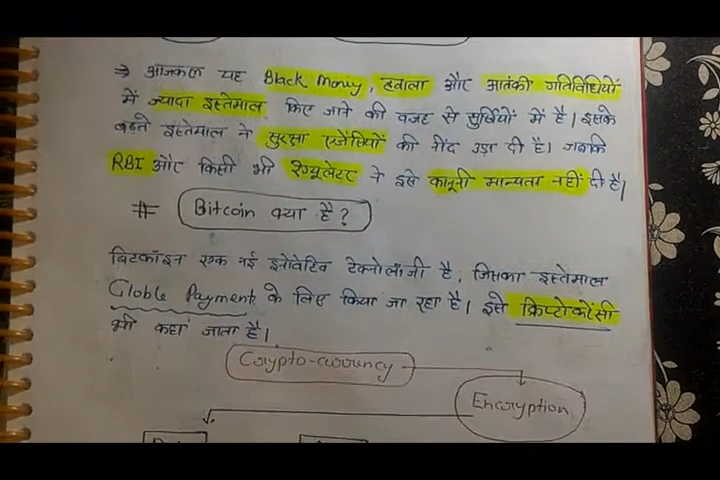 ⇒ आजकल यह Black Money, हवाला और आतंकी गतिविधियों
में ज्यादा इस्तेमाल किए जाने की वजह से सुर्खियों में है। इसके
बढ़ते इस्तेमाल ने सुरक्षा एजेंसियों की नींद उड़ा दी है। जबकि
RBI और किसी भी रेग्यूलेटर ने इसे कानूनी मान्यता नहीं दी है।
# Bitcoin क्या है?
बिटकॉइन एक नई इनोवेटिव टेक्नोलॉजी है, जिसका इस्तेमाल
Globle Payment के लिए किया जा रहा है। इसे क्रिप्टोकरेंसी
भी कहां जाता है।
Crypto-currency
Encryption